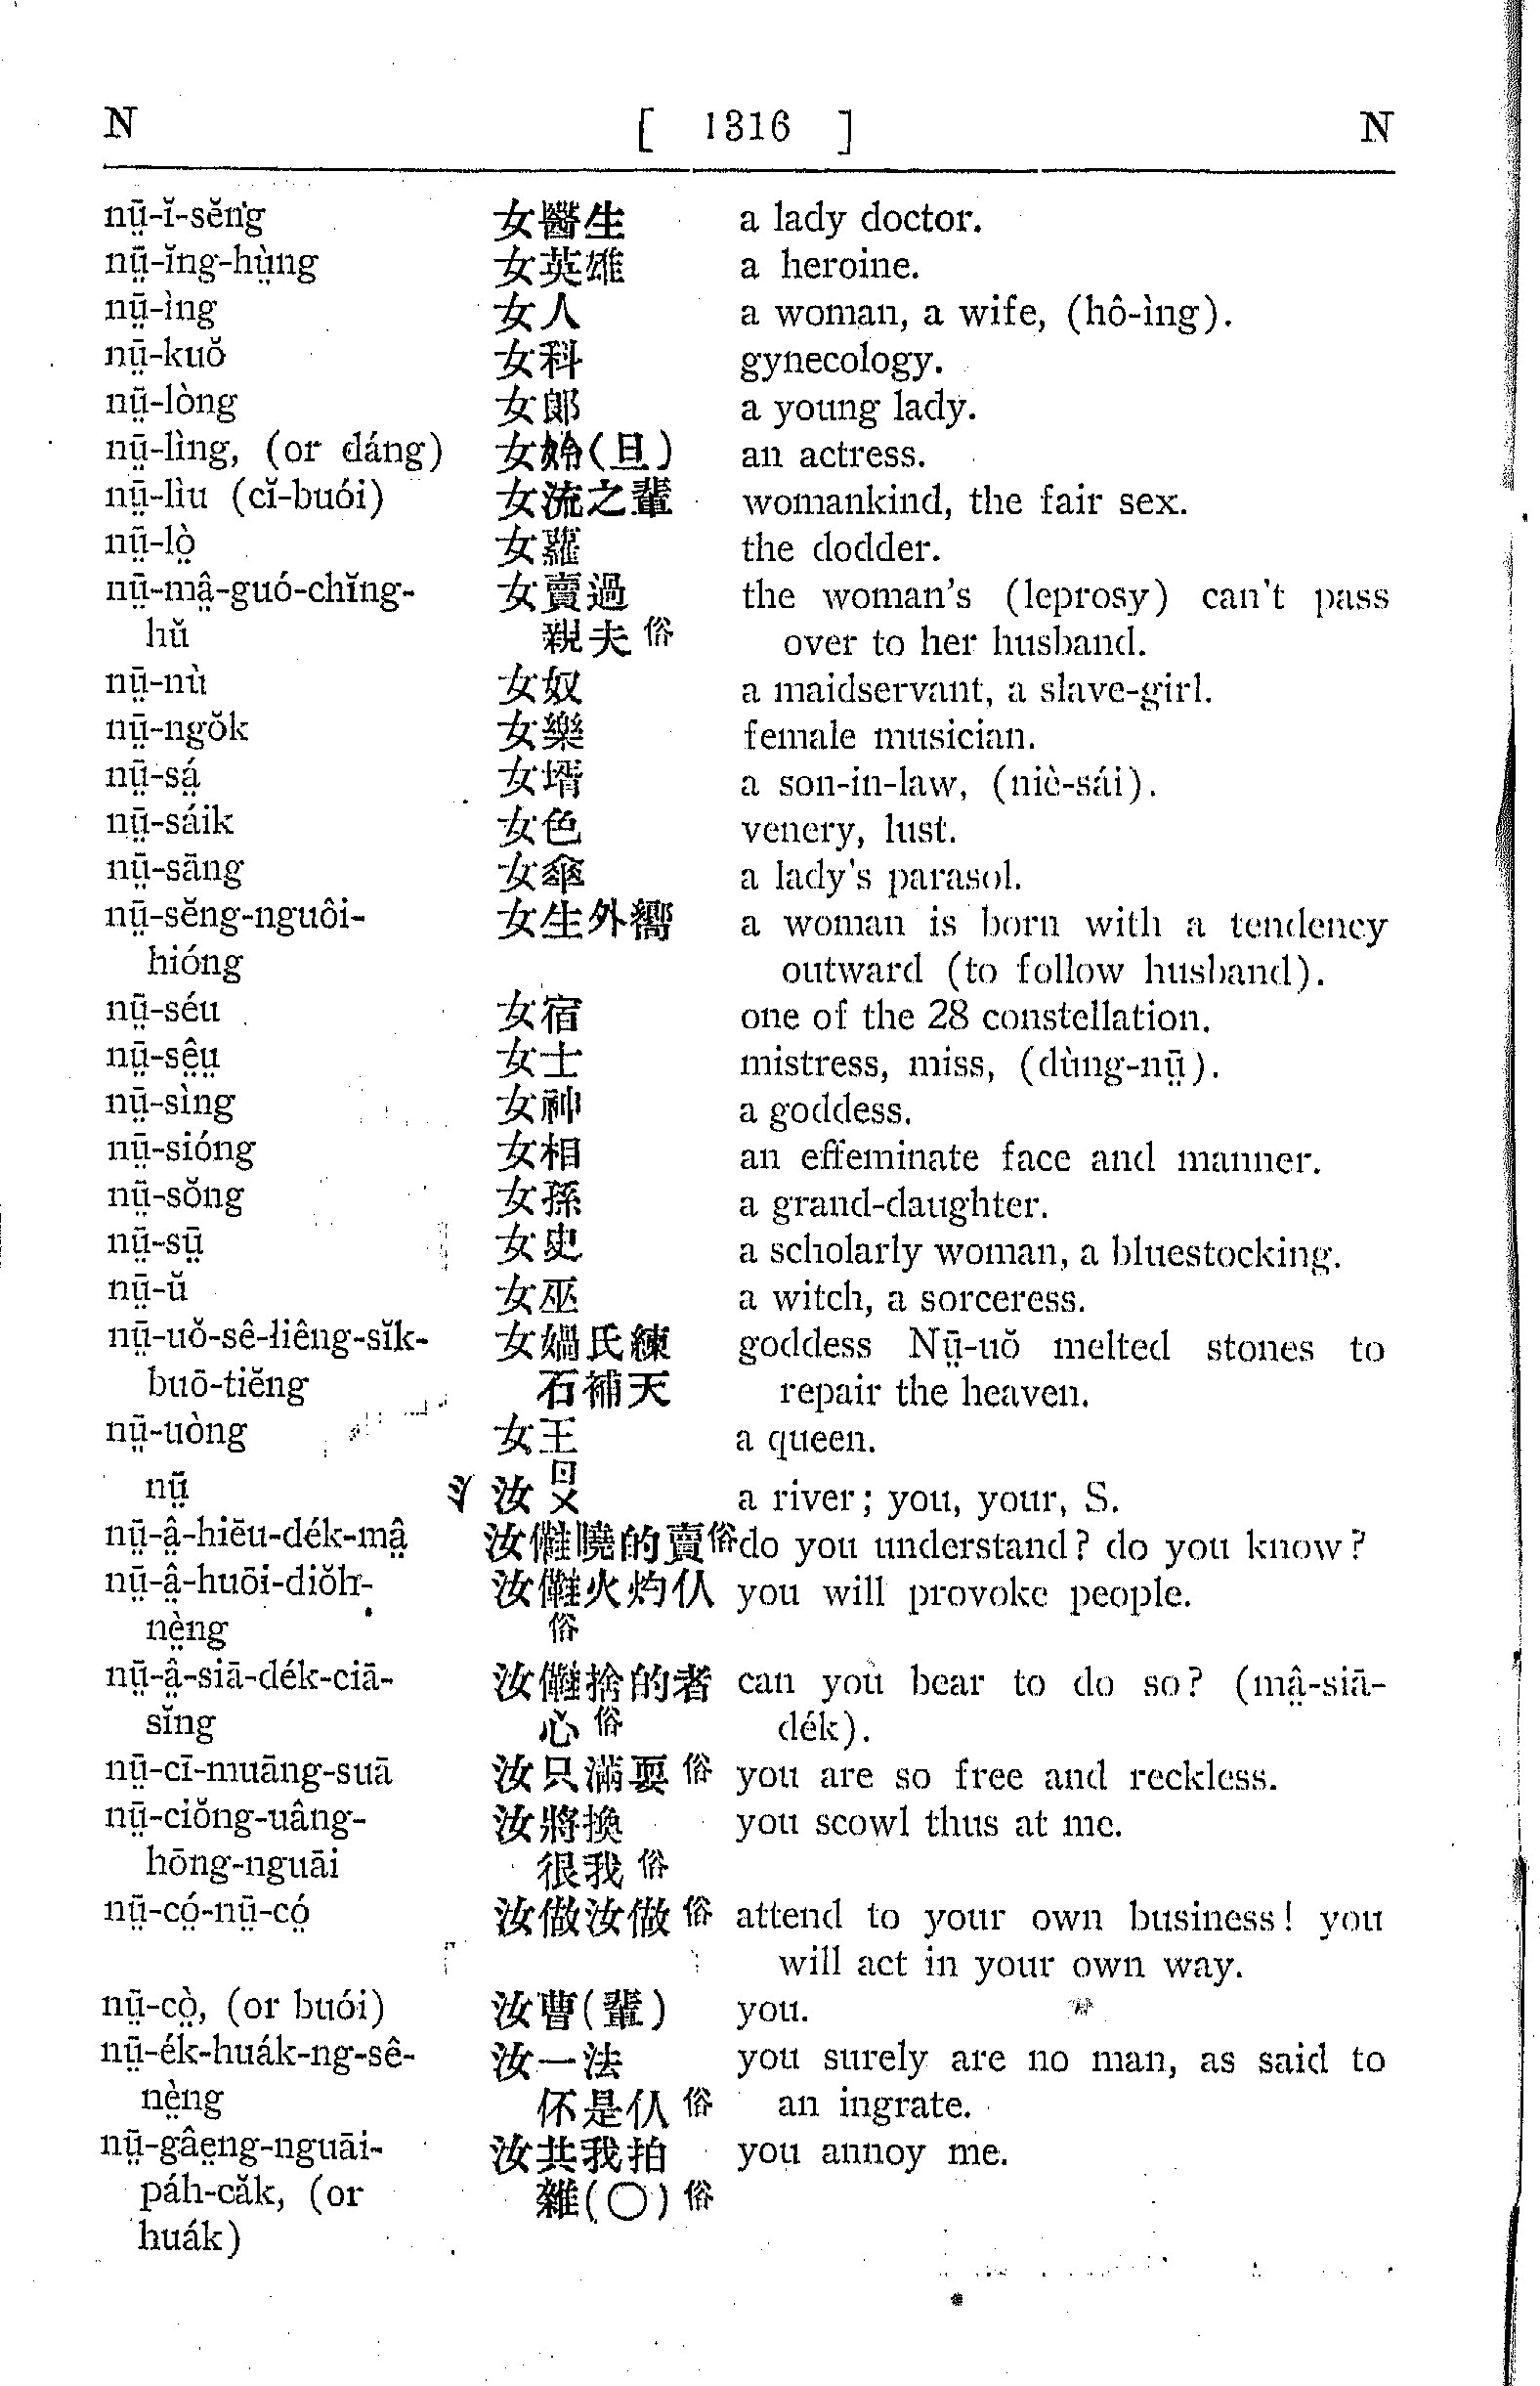 N [ 1316 ] N
nṳ̄-ĭ-sĕng 女醫生 a lady doctor.
nṳ̄-ĭng-hṳ̀ng 女英雄 a heroine.
nṳ̄-ìng 女人 a woman, a wife, (hô-ìng).
nṳ̄-kuŏ 女科 gynecology.
nṳ̄-lòng 女郞 a young lady.
nṳ̄-lìng, (or dáng) 女 (旦) an actress.
nṳ̄-lìu (cĭ-buói) 女流之輩 womankind, the fair sex.
nṳ̄-lò̤ 女蘿 the dodder.
nṳ̄-mâ̤-guó-chĭng- 女賣過 the woman's (leprosy) can't pass
hŭ 親夫俗 over to her husband.
nṳ̄-nù 女奴 a maidservant, a slave-girl.
nṳ̄-ngŏk 女樂 female musician.
nṳ̄-sá̤ 女壻 a son-in-law, (niè-sái).
nṳ̄-sáik 女色 venery, lust.
nṳ̄-sāng 女傘 a lady's parasol.
nṳ̄-sĕng-nguôi- 女生外嚮 a woman is born with a tendency
hióng outward (to follow husband).
nṳ̄-séu 女宿 one of the 28 constellation.
nṳ̄-sê̤ṳ 女士 mistress, miss, (dùng-nṳ̄).
nṳ̄-sìng 女神 a goddess.
nṳ̄-sióng 女相 an effeminate face and manner.
nṳ̄-sŏng 女孫 a grand-daughter.
nṳ̄-sṳ̄ 女史 a scholarly woman, a bluestocking.
nṳ̄-ŭ 女巫 a witch, a sorceress.
nṳ̄-uŏ-sê-liêng-sĭk- 女媧氏練 goddess Nṳ̄-uŏ melted stones to
buō-tiĕng 石補天 repair the heaven.
nṳ̄-uòng 女王 a queen.
nṳ̄ 汝 a river; you, your, S.
nṳ̄-â̤-hiēu-dék-mâ̤ 汝𣍐曉的賣俗 do you understand? do you know?
nṳ̄-â̤-huōi-diŏh- 汝 火灼仈 you will provoke people.
nè̤ng 俗
nṳ̄-â̤-siā-dék-ciā- 汝 捨的者 can you bear to do so? (mâ̤-siā-
sĭng 心俗 dék).
nṳ̄-cī-muāng-suā 汝只滿耍俗 you are so free and reckless.
nṳ̄-ciŏng-uâng- 汝將換 you scowl thus at me.
hōng-nguāi 很我俗
nṳ̄-có̤-nṳ̄-có̤ 汝做汝做俗 attend to your own business! you
will act in your own way.
nṳ̄-cò̤, (or buói) 汝曹(輩) you.
nṳ̄-ék-huák-ng-sê- 汝一法 you surely are no man, as said to
nè̤ng 伓是仈俗 an ingrate.
nṳ̄-gâe̤ng-nguāi- 汝共我拍 you annoy me.
páh-căk, (or 雜(〇)俗
huák)